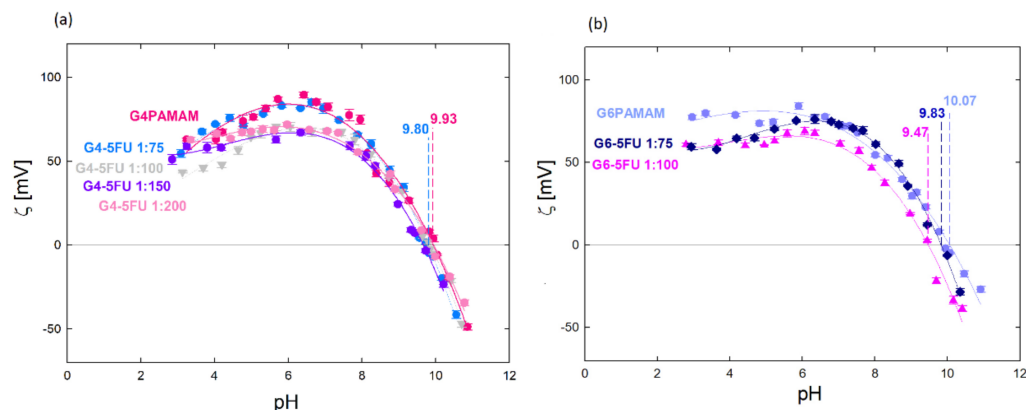 (a)
100
50
0
-50
ζ [mV]
G4PAMAM
G4-5FU 1:75
G4-5FU 1:100
G4-5FU 1:150
G4-5FU 1:200
9.93
9.80
0 2 4 6 8 10 12
pH
(b)
100
50
0
-50
ζ [mV]
G6PAMAM
G6-5FU 1:75
G6-5FU 1:100
10.07
9.83
9.47
0 2 4 6 8 10 12
pH